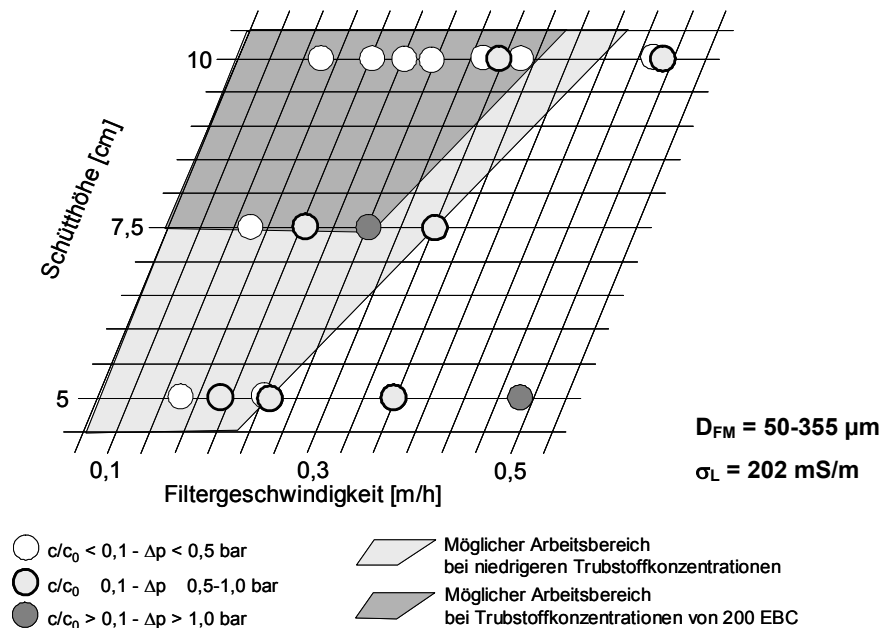 10
Schütthöhe [cm]
7,5
5
0,1
0,3
0,5
Filtergeschwindigkeit [m/h]
D_FM = 50-355 µm
σ_L = 202 mS/m
c/c₀ < 0,1 - Δp < 0,5 bar
c/c₀ 0,1 - Δp 0,5-1,0 bar
c/c₀ > 0,1 - Δp > 1,0 bar
Möglicher Arbeitsbereich
bei niedrigeren Trubstoffkonzentrationen
Möglicher Arbeitsbereich
bei Trubstoffkonzentrationen von 200 EBC